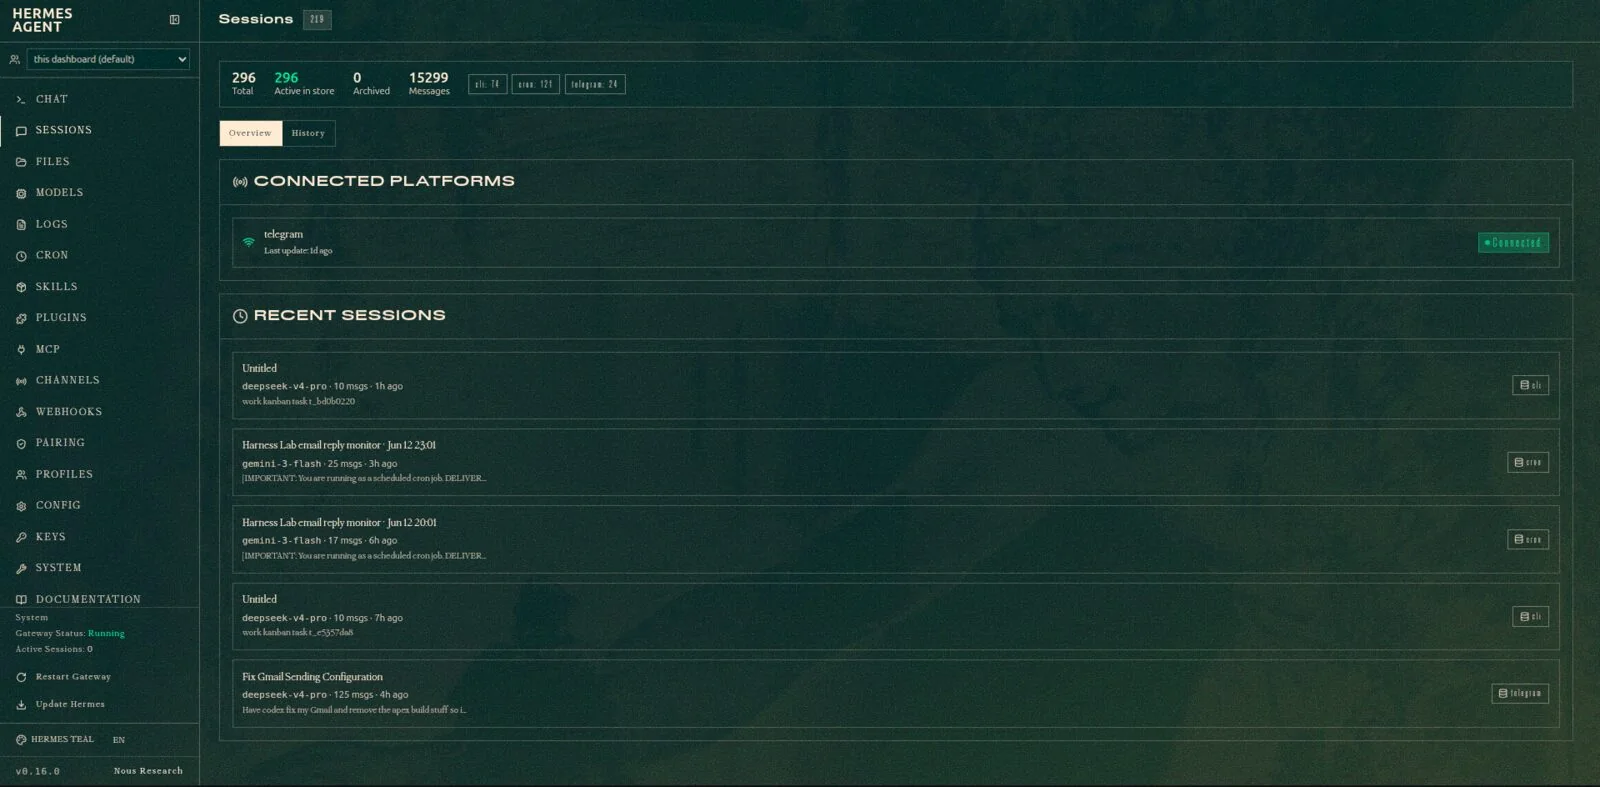 HERMES
AGENT
this dashboard (default)
CHAT
SESSIONS
FILES
MODELS
LOGS
CRON
SKILLS
PLUGINS
MCP
CHANNELS
WEBHOOKS
PAIRING
PROFILES
CONFIG
KEYS
SYSTEM
DOCUMENTATION
System
Gateway Status: Running
Active Sessions: 0
Restart Gateway
Update Hermes
HERMES TEAL EN
v0.16.0 Nous Research
Sessions 219
296 296 0 15299
Total Active in store Archived Messages
cli: 74 cron: 121 telegram: 24
Overview History
CONNECTED PLATFORMS
telegram
Last update: 1d ago
Connected
RECENT SESSIONS
Untitled
deepseek-v4-pro · 10 msgs · 1h ago
work kanban task t_bd0b0220
cli
Harness Lab email reply monitor · Jun 12 23:01
gemini-3-flash · 25 msgs · 3h ago
[IMPORTANT: You are running as a scheduled cron job. DELIVER...
cron
Harness Lab email reply monitor · Jun 12 20:01
gemini-3-flash · 17 msgs · 6h ago
[IMPORTANT: You are running as a scheduled cron job. DELIVER...
cron
Untitled
deepseek-v4-pro · 10 msgs · 7h ago
work kanban task t_e5357da8
cli
Fix Gmail Sending Configuration
deepseek-v4-pro · 125 msgs · 4h ago
Have codex fix my Gmail and remove the apex build stuff so i...
telegram